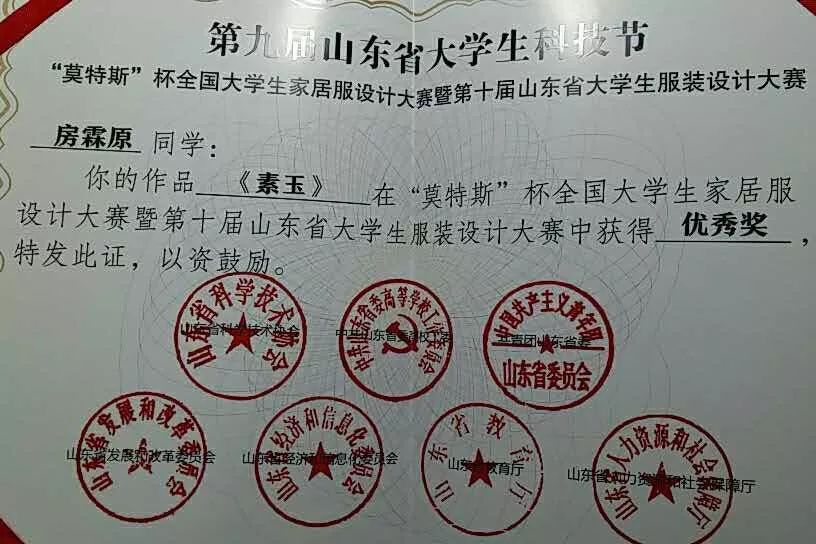 第九届山东省大学生科技节
“莫特斯”杯全国大学生家居服设计大赛暨第十届山东省大学生服装设计大赛
房霖原 同学：
你的作品 《素玉》 在“莫特斯”杯全国大学生家居服
设计大赛暨第十届山东省大学生服装设计大赛中获得 优秀奖 ，
特发此证，以资鼓励。
山东省科学技术协会
山东省科学技术协会
中共山东省委高等学校工作委员会
中共山东省委高校工委
中国共产主义青年团
共青团山东省委
山东省委员会
山东省发展和改革委员会
山东省发展和改革委员会
山东省经济和信息化委员会
山东省经济和信息化委员会
山东省教育厅
山东省教育厅
山东省人力资源和社会保障厅
山东省人力资源和社会保障厅